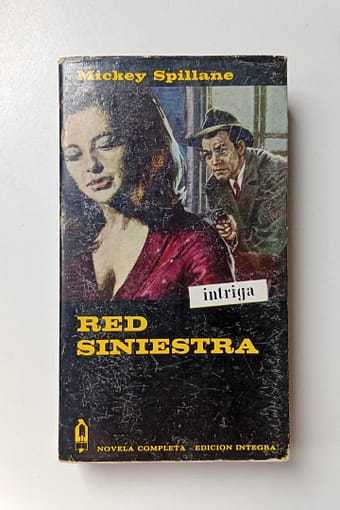 Mickey Spillane
intriga
RED
SINIESTRA
NOVELA COMPLETA - EDICION INTEGRA